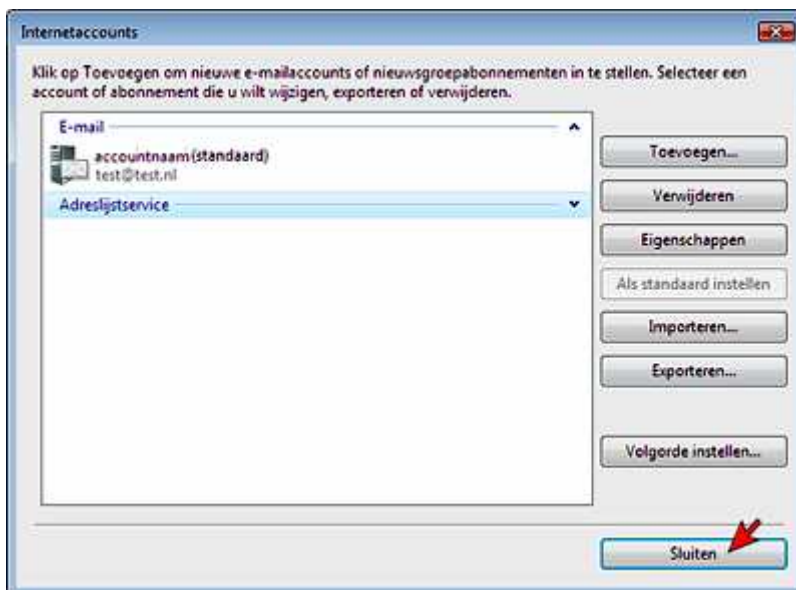 Internetaccounts
Klik op Toevoegen om nieuwe e-mailaccounts of nieuwsgroepabonnementen in te stellen. Selecteer een
account of abonnement die u wilt wijzigen, exporteren of verwijderen.
E-mail
accountnaam (standaard)
test@test.nl
Adreslijstservice
Toevoegen...
Verwijderen
Eigenschappen
Als standaard instellen
Importeren...
Exporteren...
Volgorde instellen...
Sluiten